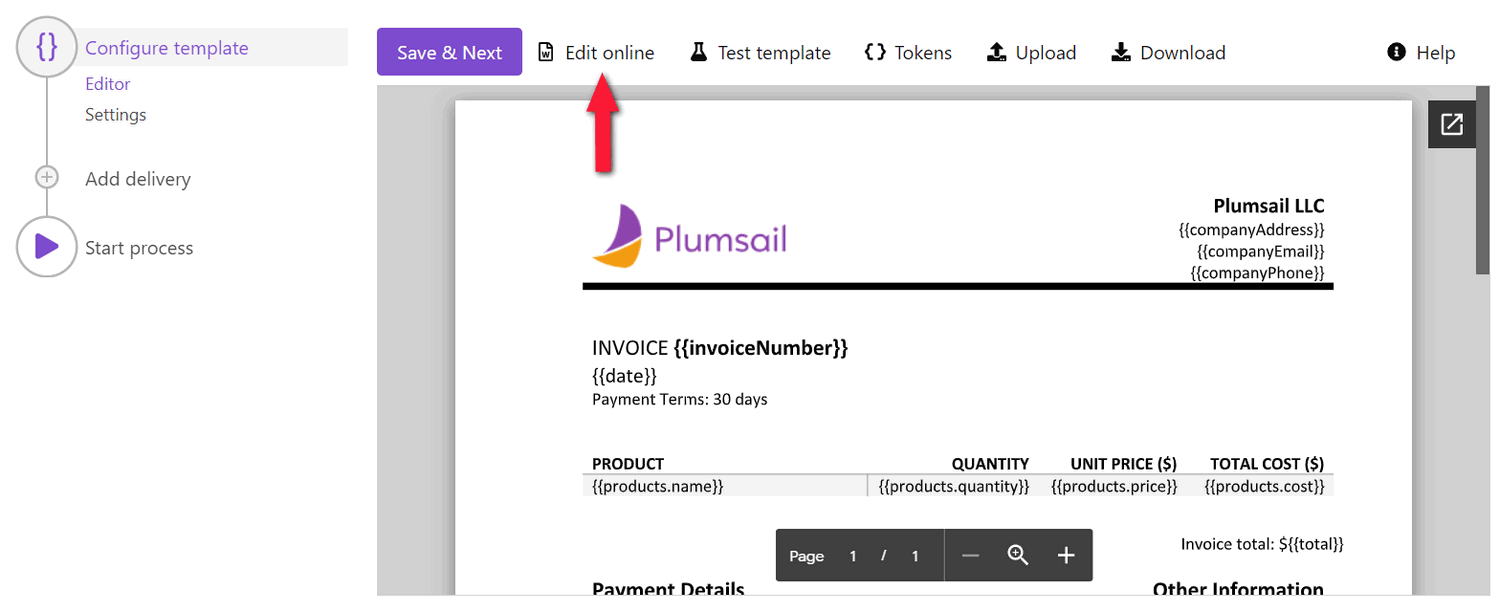 {} Configure template
Editor
Settings
Add delivery
Start process
Save & Next Edit online Test template {} Tokens Upload Download Help
Plumsail
Plumsail LLC
{{companyAddress}}
{{companyEmail}}
{{companyPhone}}
INVOICE {{invoiceNumber}}
{{date}}
Payment Terms: 30 days
PRODUCT QUANTITY UNIT PRICE ($) TOTAL COST ($)
{{products.name}} {{products.quantity}} {{products.price}} {{products.cost}}
Invoice total: ${{total}}
Page 1 / 1
Payment Details Other Information